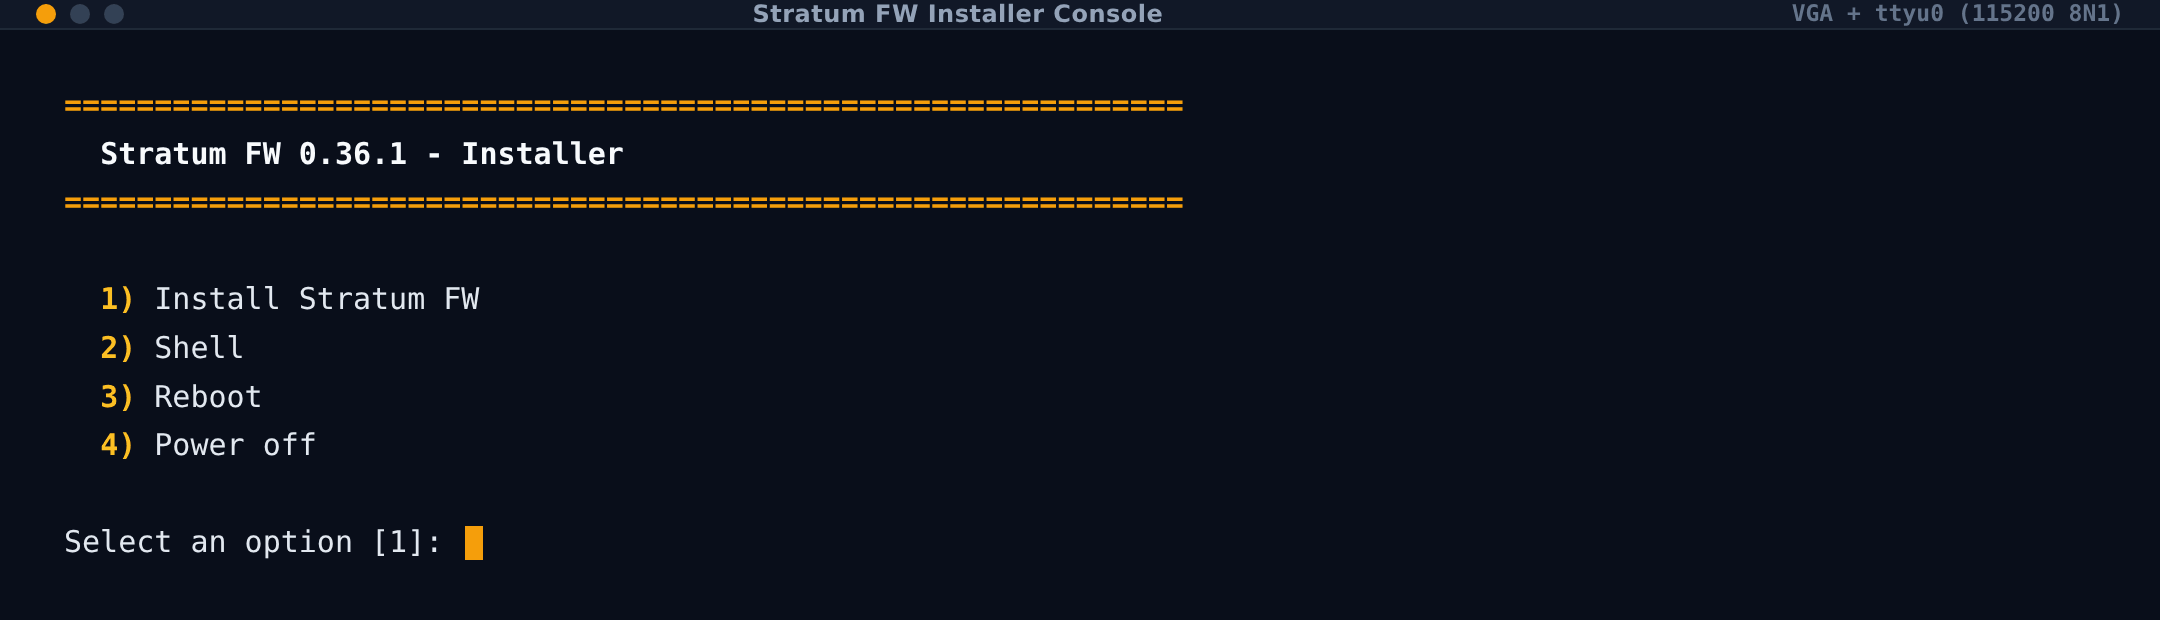 Stratum FW Installer Console
VGA + ttyu0 (115200 8N1)
==============================================================
Stratum FW 0.36.1 - Installer
==============================================================
1) Install Stratum FW
2) Shell
3) Reboot
4) Power off
Select an option [1]: